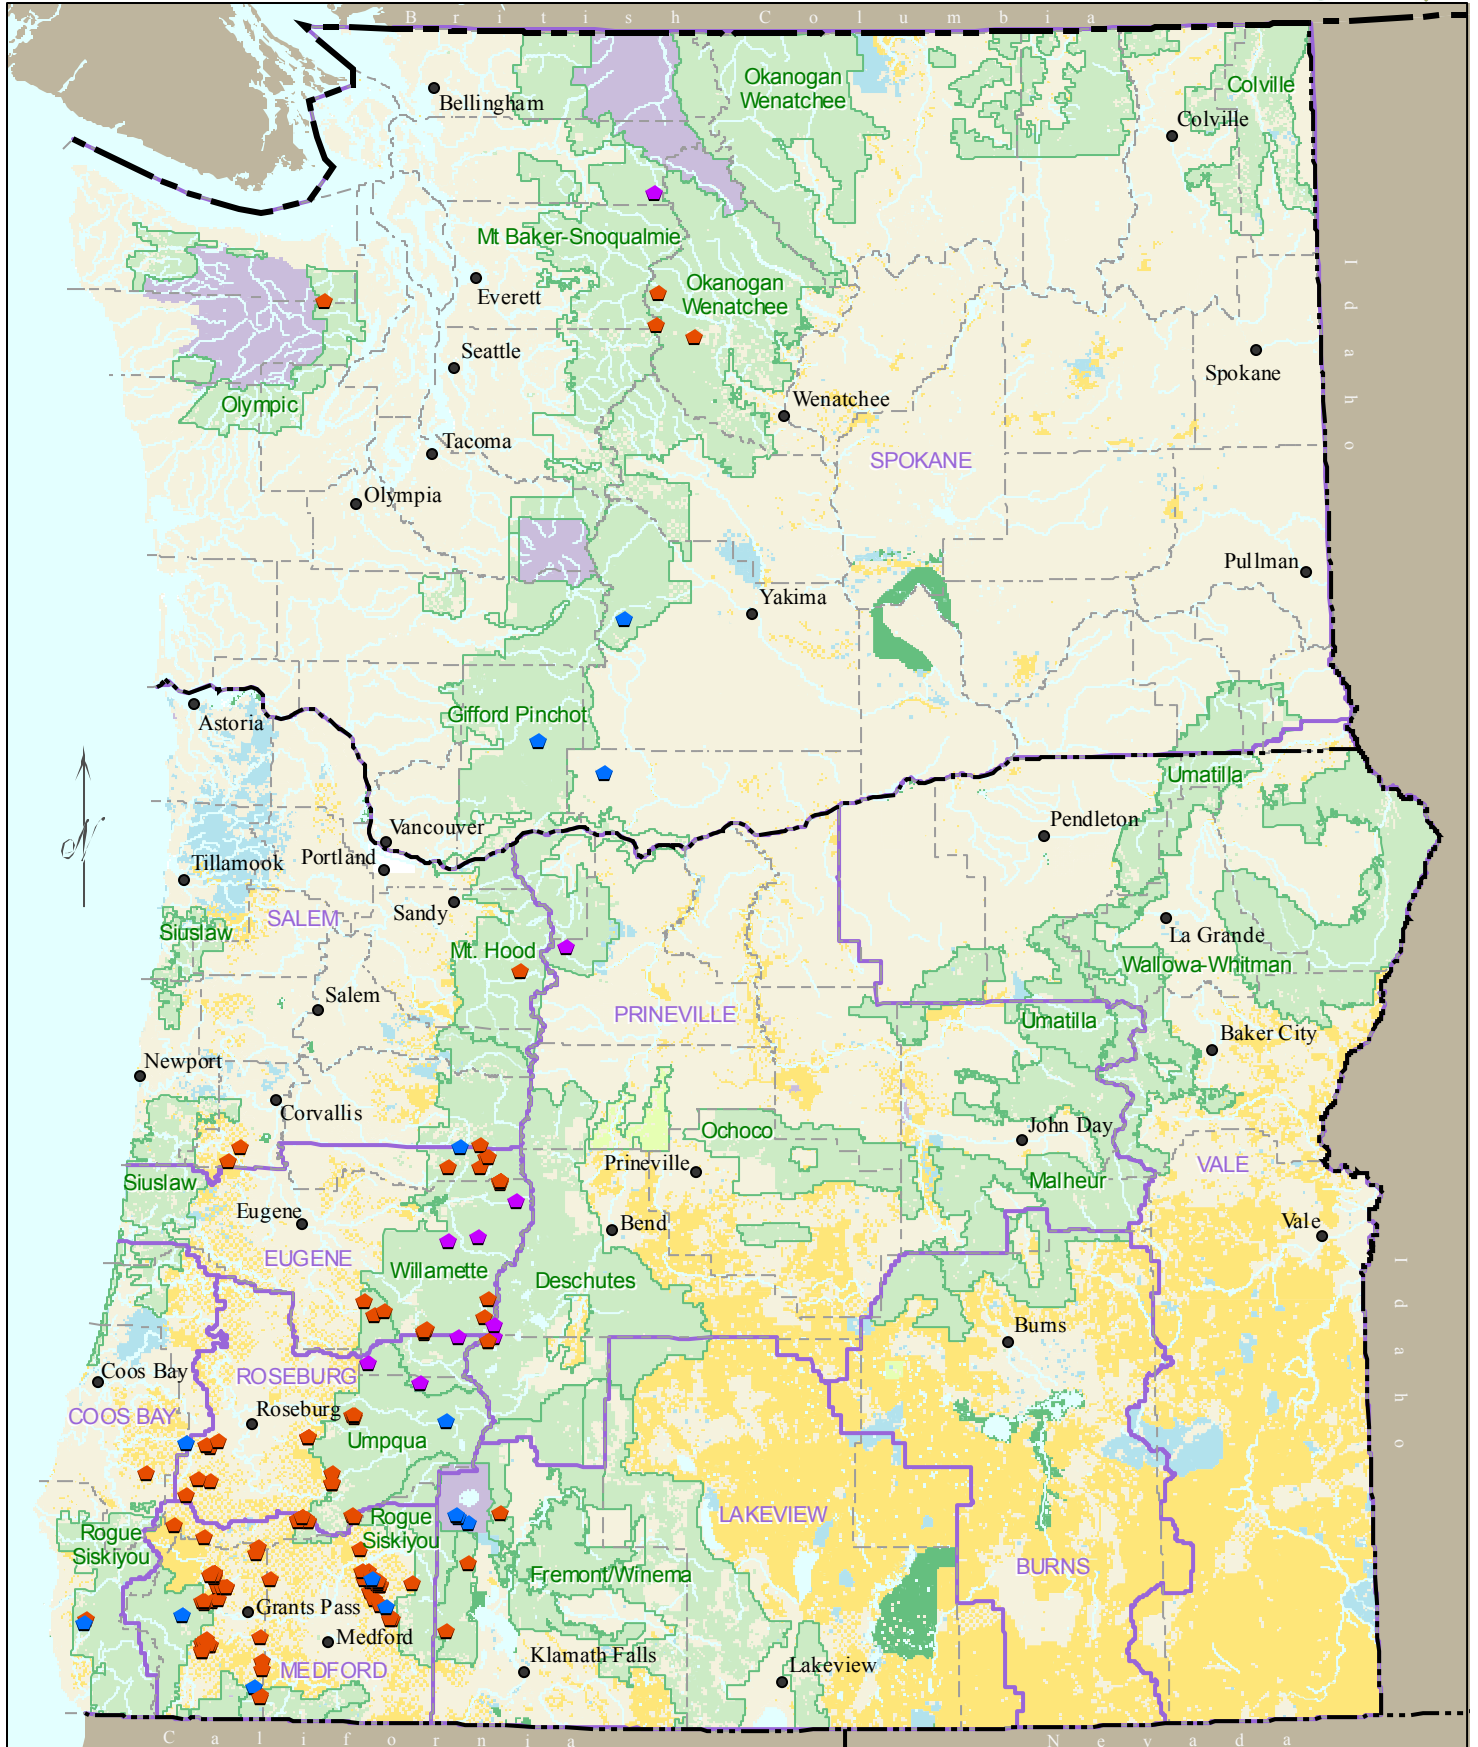 British Columbia
Okanogan
Wenatchee
Colville
Bellingham
Colville
Mt Baker-Snoqualmie
Everett
Okanogan
Wenatchee
Idaho
Seattle
Spokane
Olympic
Wenatchee
Tacoma
SPOKANE
Olympia
Pullman
Yakima
Gifford Pinchot
Astoria
Umatilla
Vancouver
Pendleton
Portland
Tillamook
Sandy
SALEM
Siuslaw
La Grande
Mt. Hood
Wallowa-Whitman
Salem
PRINEVILLE
Umatilla
Baker City
Newport
Corvallis
Ochoco
John Day
Prineville
VALE
Siuslaw
Malheur
Eugene
Bend
Vale
EUGENE
Willamette
Deschutes
Idaho
Burns
Coos Bay
ROSEBURG
COOS BAY
Roseburg
Umpqua
LAKEVIEW
Rogue
Siskiyou
Rogue
Siskiyou
BURNS
Fremont/Winema
Grants Pass
Medford
Klamath Falls
Lakeview
MEDFORD
California
Nevada
N